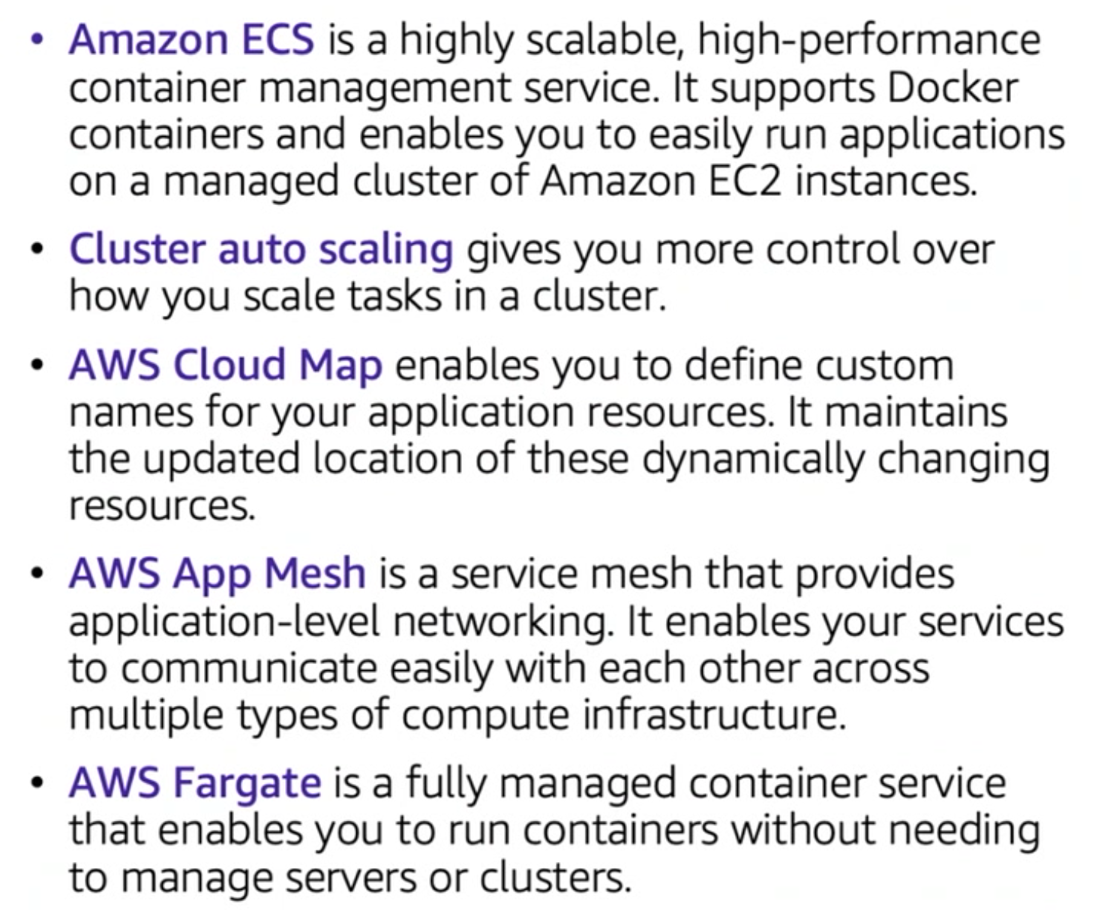 • Amazon ECS is a highly scalable, high-performance
container management service. It supports Docker
containers and enables you to easily run applications
on a managed cluster of Amazon EC2 instances.
• Cluster auto scaling gives you more control over
how you scale tasks in a cluster.
• AWS Cloud Map enables you to define custom
names for your application resources. It maintains
the updated location of these dynamically changing
resources.
• AWS App Mesh is a service mesh that provides
application-level networking. It enables your services
to communicate easily with each other across
multiple types of compute infrastructure.
• AWS Fargate is a fully managed container service
that enables you to run containers without needing
to manage servers or clusters.